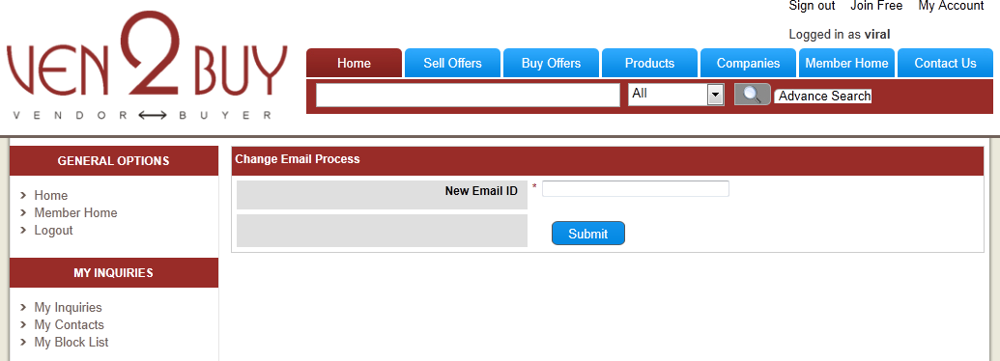 Sign out Join Free My Account
VEN2BUY
VENDOR BUYER
Logged in as viral
Home Sell Offers Buy Offers Products Companies Member Home Contact Us
All Advance Search
GENERAL OPTIONS
Home
Member Home
Logout
MY INQUIRIES
My Inquiries
My Contacts
My Block List
Change Email Process
New Email ID *
Submit